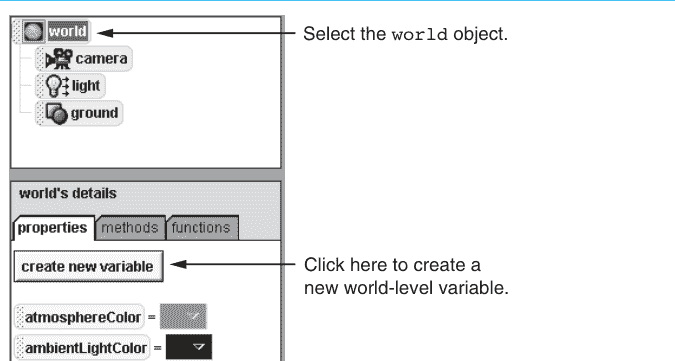 world
Select the world object.
camera
light
ground
world's details
properties methods functions
create new variable
Click here to create a
new world-level variable.
atmosphereColor =
ambientLightColor =